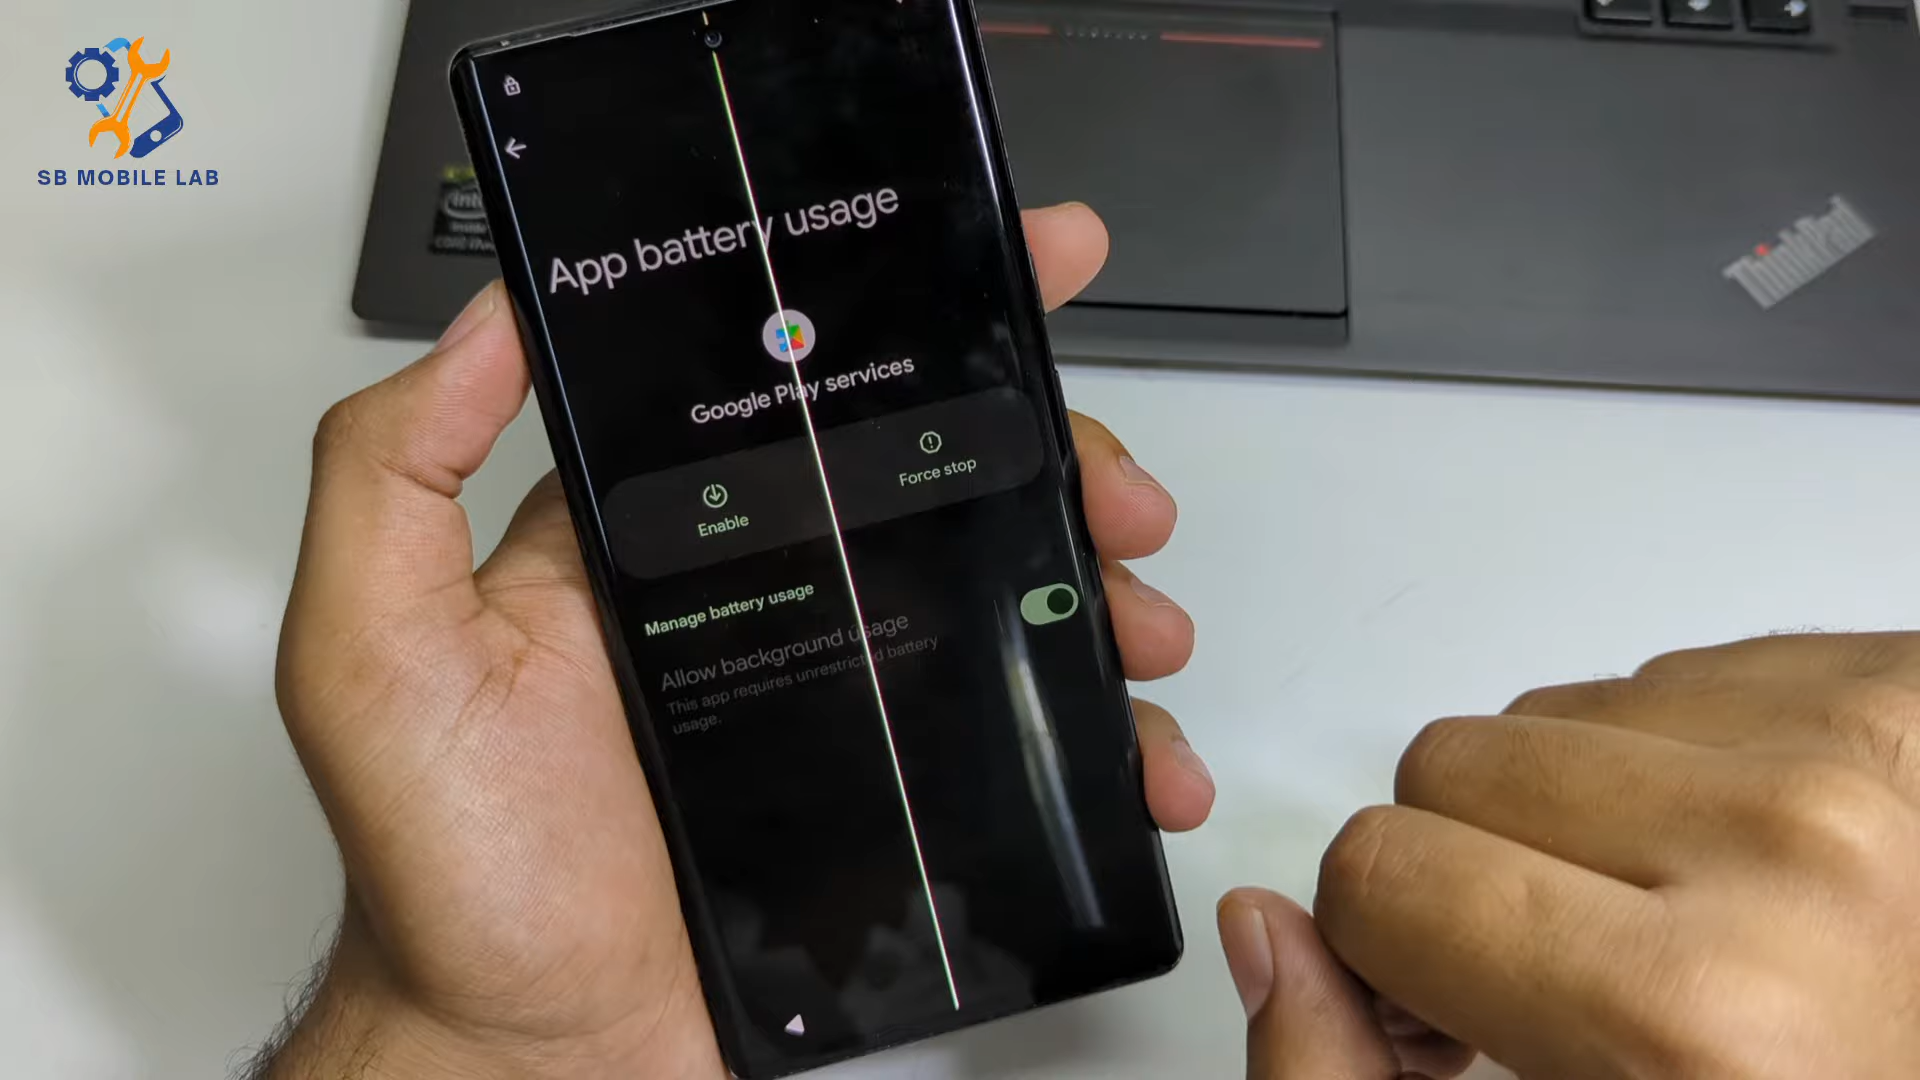 SB MOBILE LAB
App battery usage
Google Play services
Enable
Force stop
Manage battery usage
Allow background usage
This app requires unrestricted battery
usage.
ThinkPad